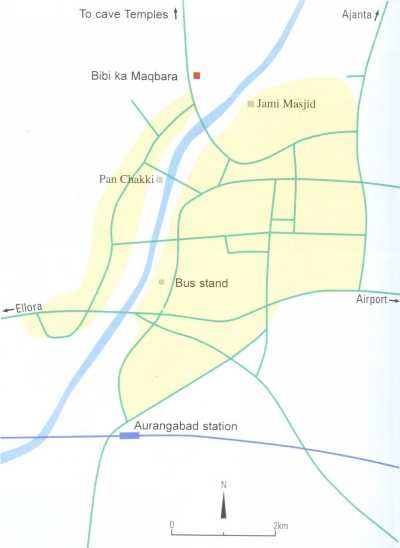 To cave Temples
Ajanta
Bibi ka Maqbara
Jami Masjid
Pan Chakki
Bus stand
Ellora
Airport
Aurangabad station
N
0 2km